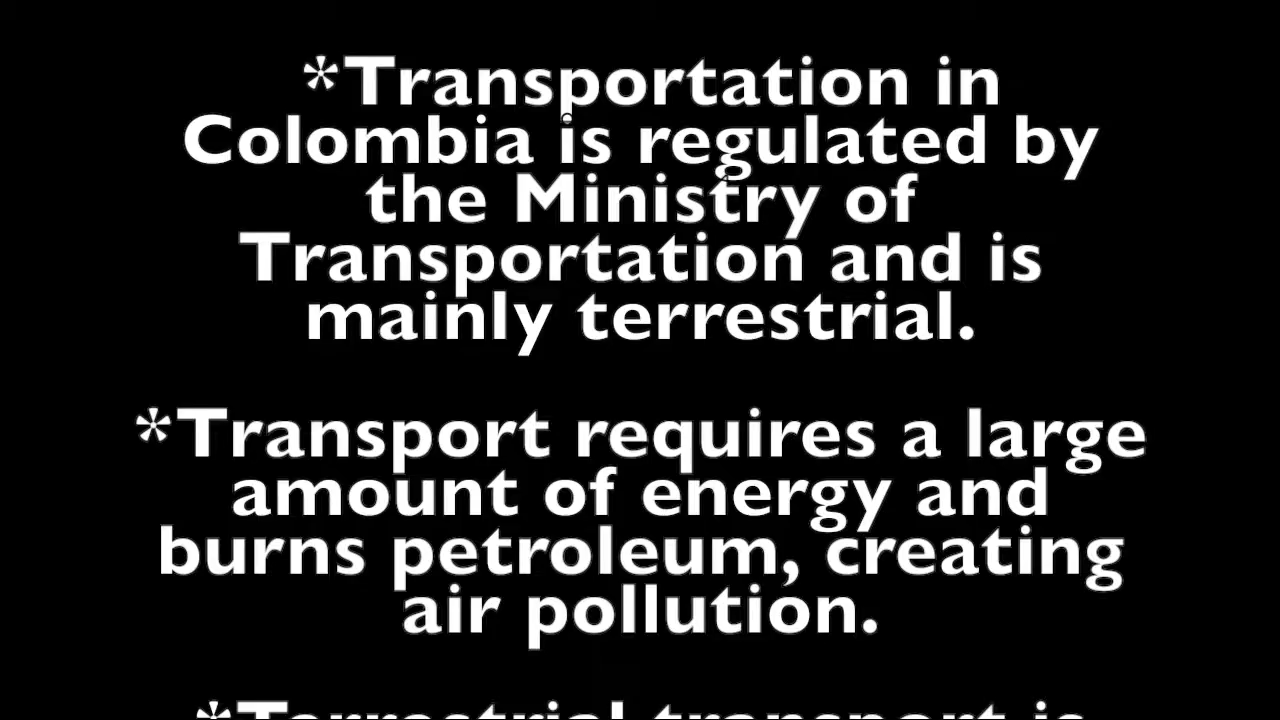 *Transportation in
Colombia is regulated by
the Ministry of
Transportation and is
mainly terrestrial.
*Transport requires a large
amount of energy and
burns petroleum, creating
air pollution.
*Terrestrial transport is